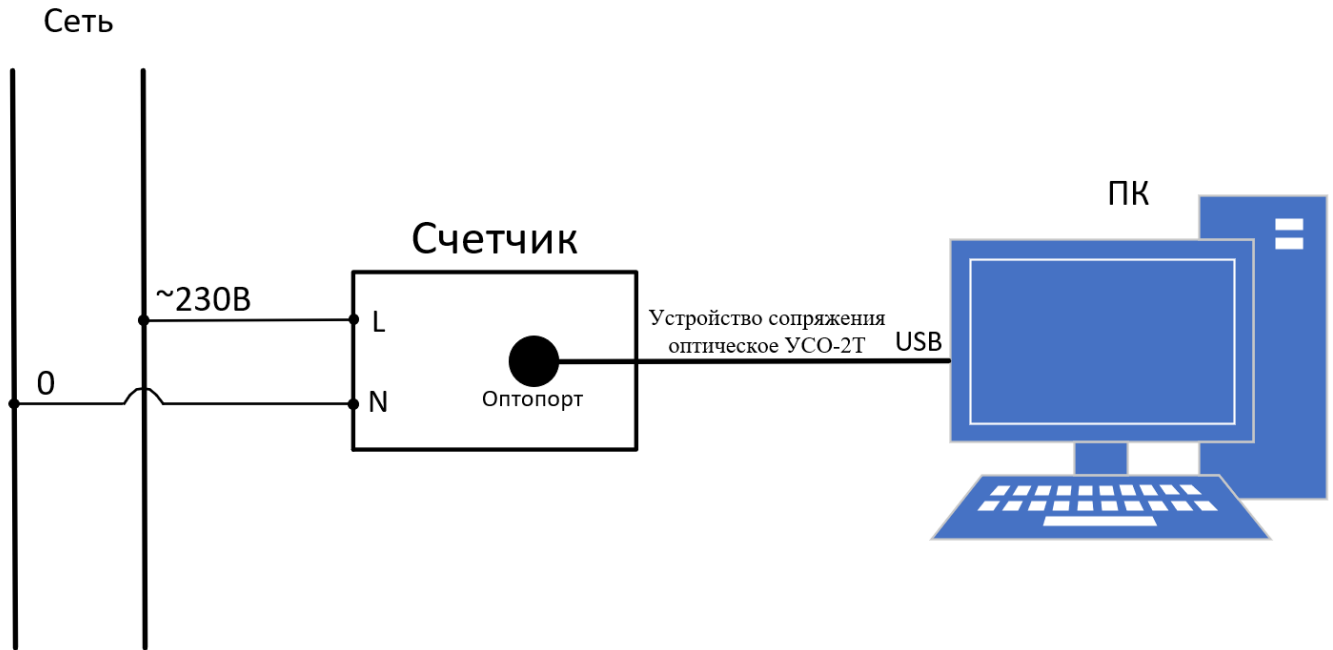 Сеть
ПК
Счетчик
~230В
L
Устройство сопряжения
оптическое УСО-2Т
USB
0
N
Оптопорт